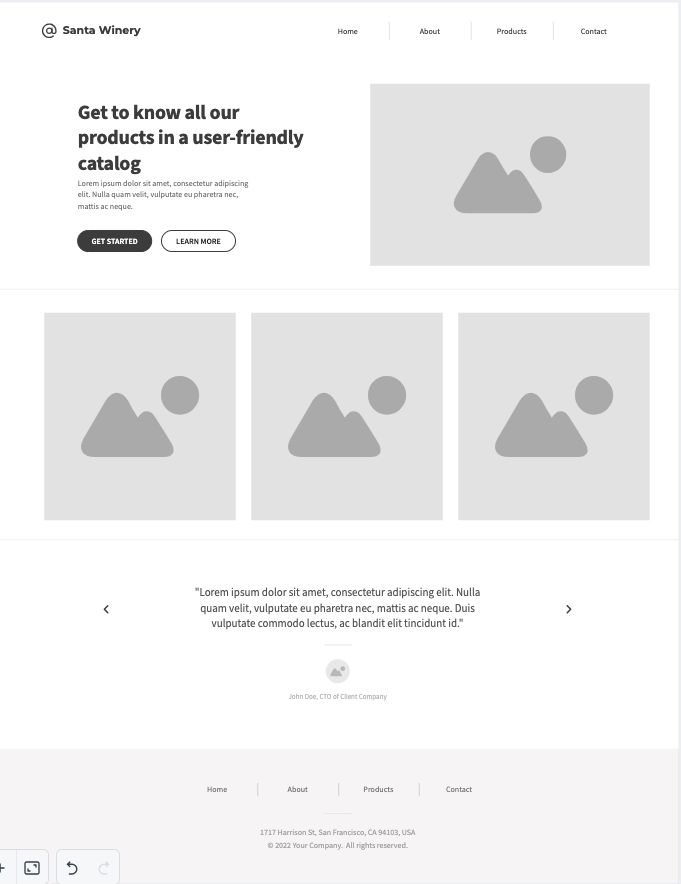 @ Santa Winery
Home
About
Products
Contact
Get to know all our
products in a user-friendly
catalog
Lorem ipsum dolor sit amet, consectetur adipiscing
elit. Nulla quam velit, vulputate eu pharetra nec,
mattis ac neque.
GET STARTED
LEARN MORE
"Lorem ipsum dolor sit amet, consectetur adipiscing elit. Nulla
quam velit, vulputate eu pharetra nec, mattis ac neque. Duis
vulputate commodo lectus, ac blandit elit tincidunt id."
John Doe, CTO of Client Company
Home
About
Products
Contact
1717 Harrison St, San Francisco, CA 94103, USA
© 2022 Your Company. All rights reserved.